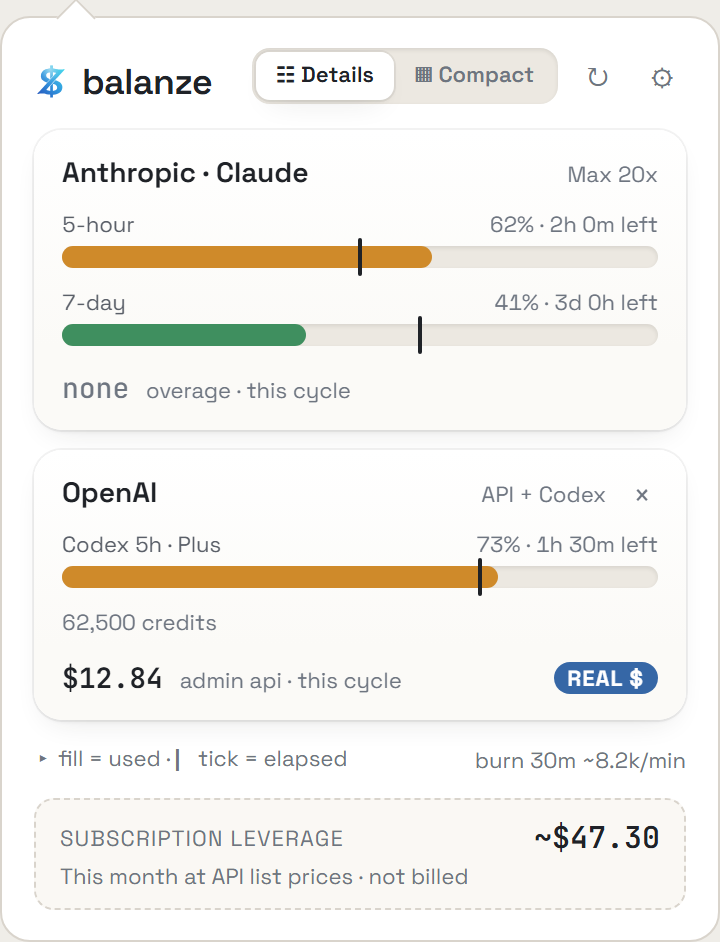 balanze
Details Compact
Anthropic · Claude Max 20x
5-hour 62% · 2h 0m left
7-day 41% · 3d 0h left
none overage · this cycle
OpenAI API + Codex ×
Codex 5h · Plus 73% · 1h 30m left
62,500 credits
$12.84 admin api · this cycle REAL $
▸ fill = used · | tick = elapsed burn 30m ~8.2k/min
SUBSCRIPTION LEVERAGE ~$47.30
This month at API list prices · not billed